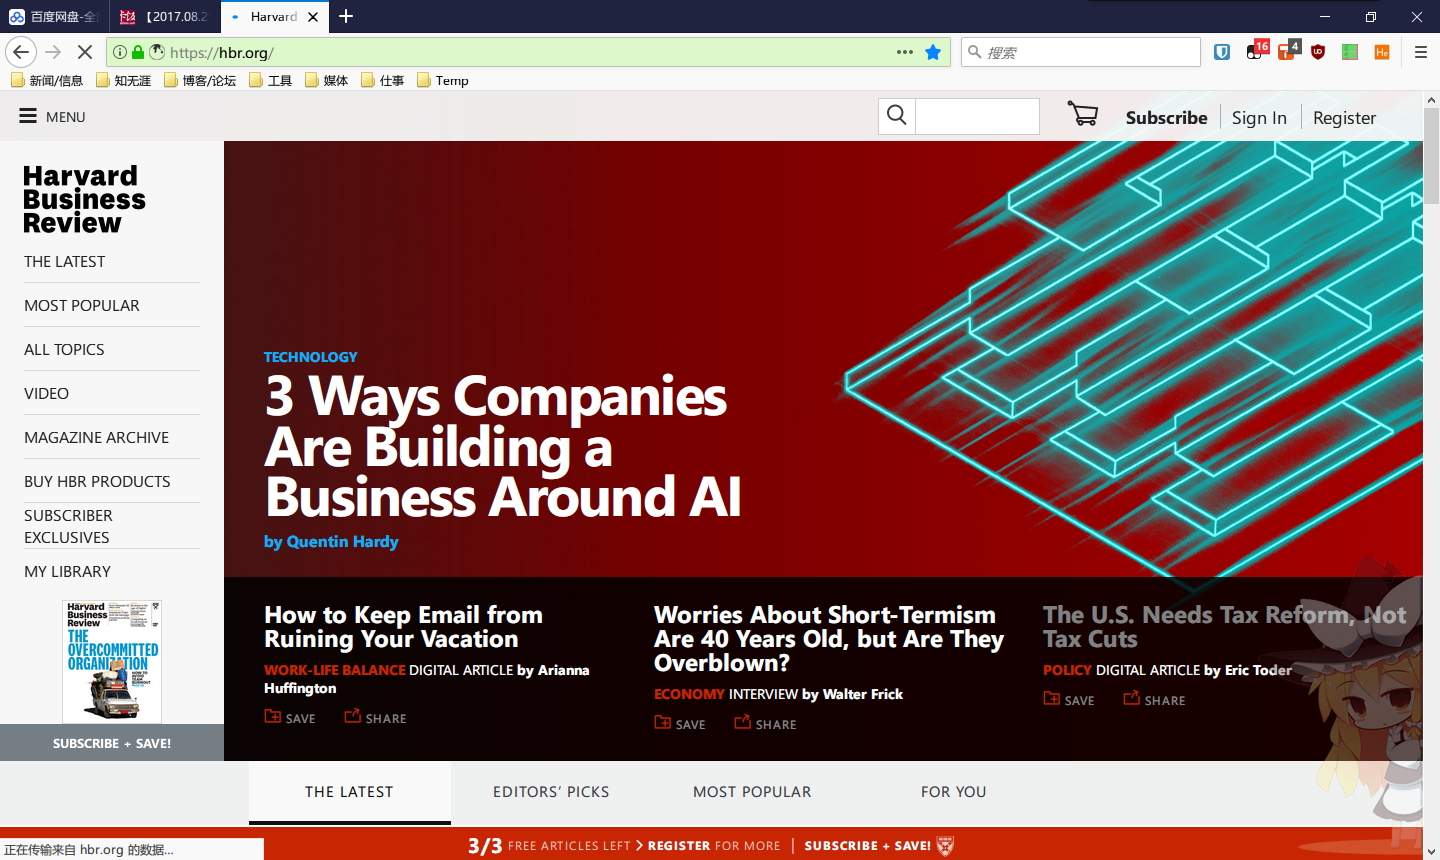 百度网盘-全
【2017.08.2
Harvard
https://hbr.org/
搜索
16
4
新闻/信息
知无涯
博客/论坛
工具
媒体
仕事
Temp
MENU
Subscribe
Sign In
Register
Harvard
Business
Review
THE LATEST
MOST POPULAR
ALL TOPICS
VIDEO
MAGAZINE ARCHIVE
BUY HBR PRODUCTS
SUBSCRIBER
EXCLUSIVES
MY LIBRARY
Harvard
Business
Review
THE
OVERCOMMITTED
ORGANIZATION
SUBSCRIBE + SAVE!
TECHNOLOGY
3 Ways Companies
Are Building a
Business Around AI
by Quentin Hardy
How to Keep Email from
Ruining Your Vacation
WORK-LIFE BALANCE DIGITAL ARTICLE by Arianna
Huffington
SAVE SHARE
Worries About Short-Termism
Are 40 Years Old, but Are They
Overblown?
ECONOMY INTERVIEW by Walter Frick
SAVE SHARE
The U.S. Needs Tax Reform, Not
Tax Cuts
POLICY DIGITAL ARTICLE by Eric Toder
SAVE SHARE
THE LATEST
EDITORS’ PICKS
MOST POPULAR
FOR YOU
3/3 FREE ARTICLES LEFT > REGISTER FOR MORE | SUBSCRIBE + SAVE!
正在传输来自 hbr.org 的数据...